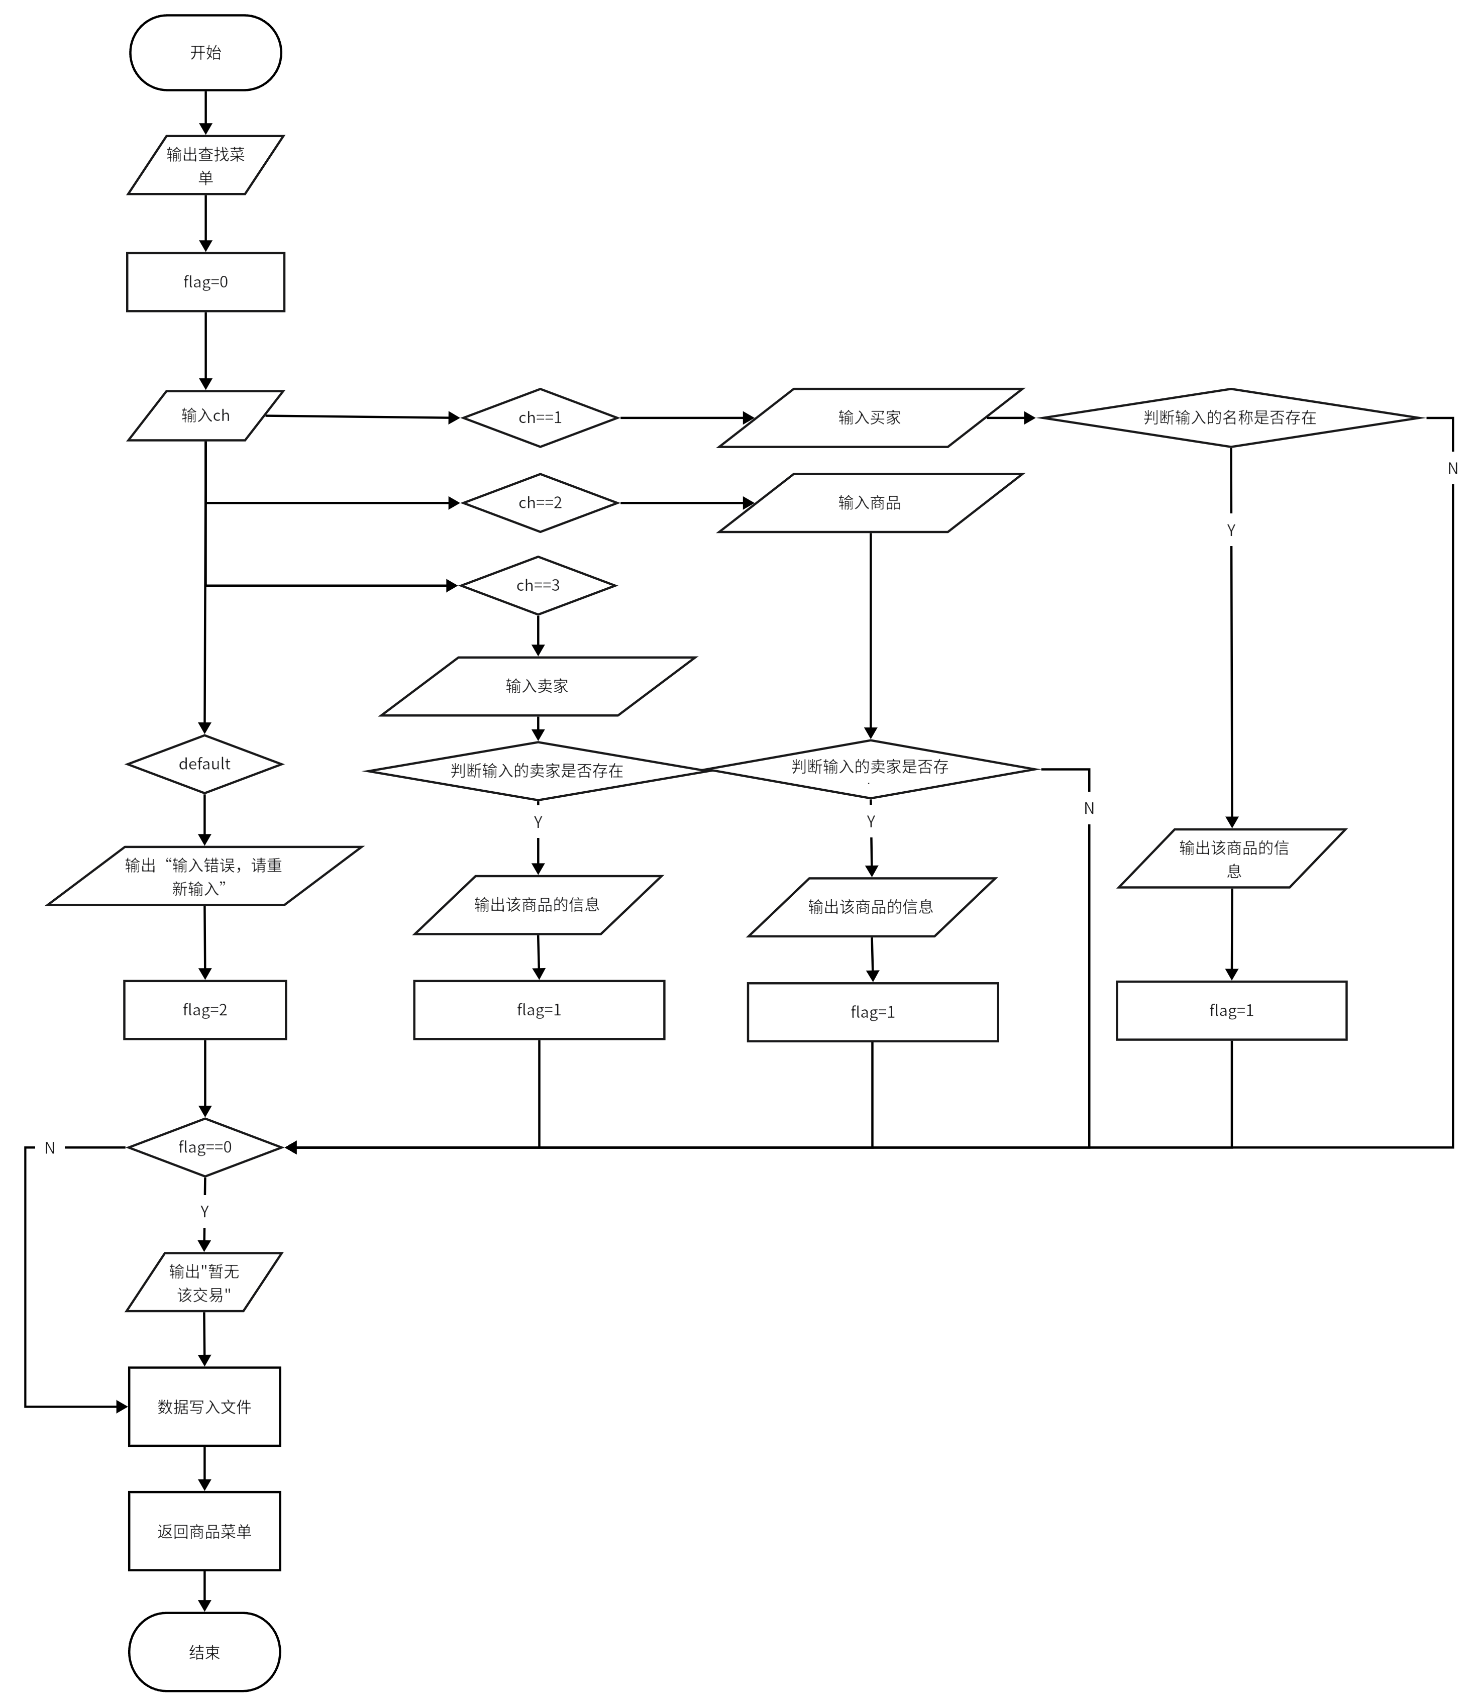 开始
输出查找菜
单
flag=0
输入ch
ch==1
输入买家
判断输入的名称是否存在
N
ch==2
输入商品
Y
ch==3
输入卖家
default
判断输入的卖家是否存在
判断输入的卖家是否存
N
Y
Y
输出“输入错误，请重
新输入”
输出该商品的信息
输出该商品的信息
输出该商品的信
息
flag=2
flag=1
flag=1
flag=1
N
flag==0
Y
输出"暂无
该交易"
数据写入文件
返回商品菜单
结束